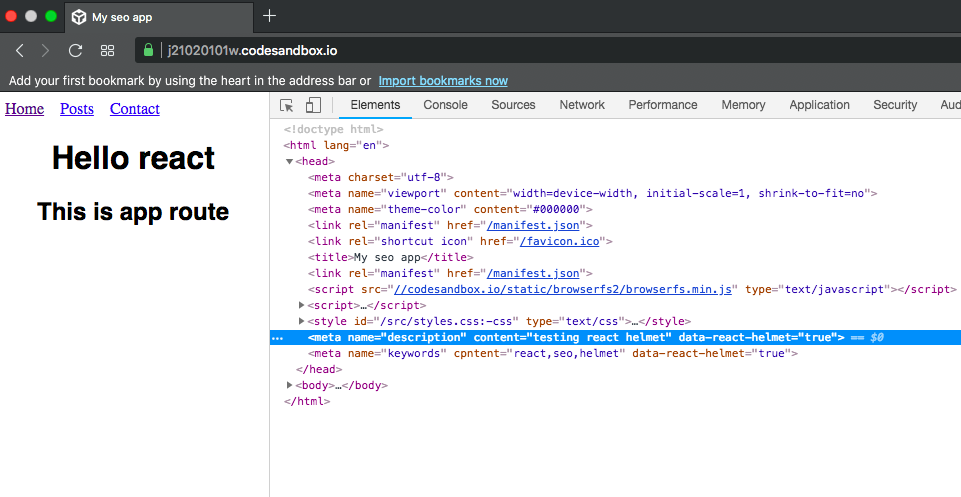 My seo app
j21020101w.codesandbox.io
Add your first bookmark by using the heart in the address bar or Import bookmarks now
Home Posts Contact
Hello react
This is app route
Elements Console Sources Network Performance Memory Application Security Aud
<!doctype html>
<html lang="en">
<head>
<meta charset="utf-8">
<meta name="viewport" content="width=device-width, initial-scale=1, shrink-to-fit=no">
<meta name="theme-color" content="#000000">
<link rel="manifest" href="/manifest.json">
<link rel="shortcut icon" href="/favicon.ico">
<title>My seo app</title>
<link rel="manifest" href="/manifest.json">
<script src="//codesandbox.io/static/browserfs2/browserfs.min.js" type="text/javascript"></script>
<script>…</script>
<style id="/src/styles.css:-css" type="text/css">…</style>
<meta name="description" content="testing react helmet" data-react-helmet="true"> == $0
<meta name="keywords" cpntent="react,seo,helmet" data-react-helmet="true">
</head>
<body>…</body>
</html>